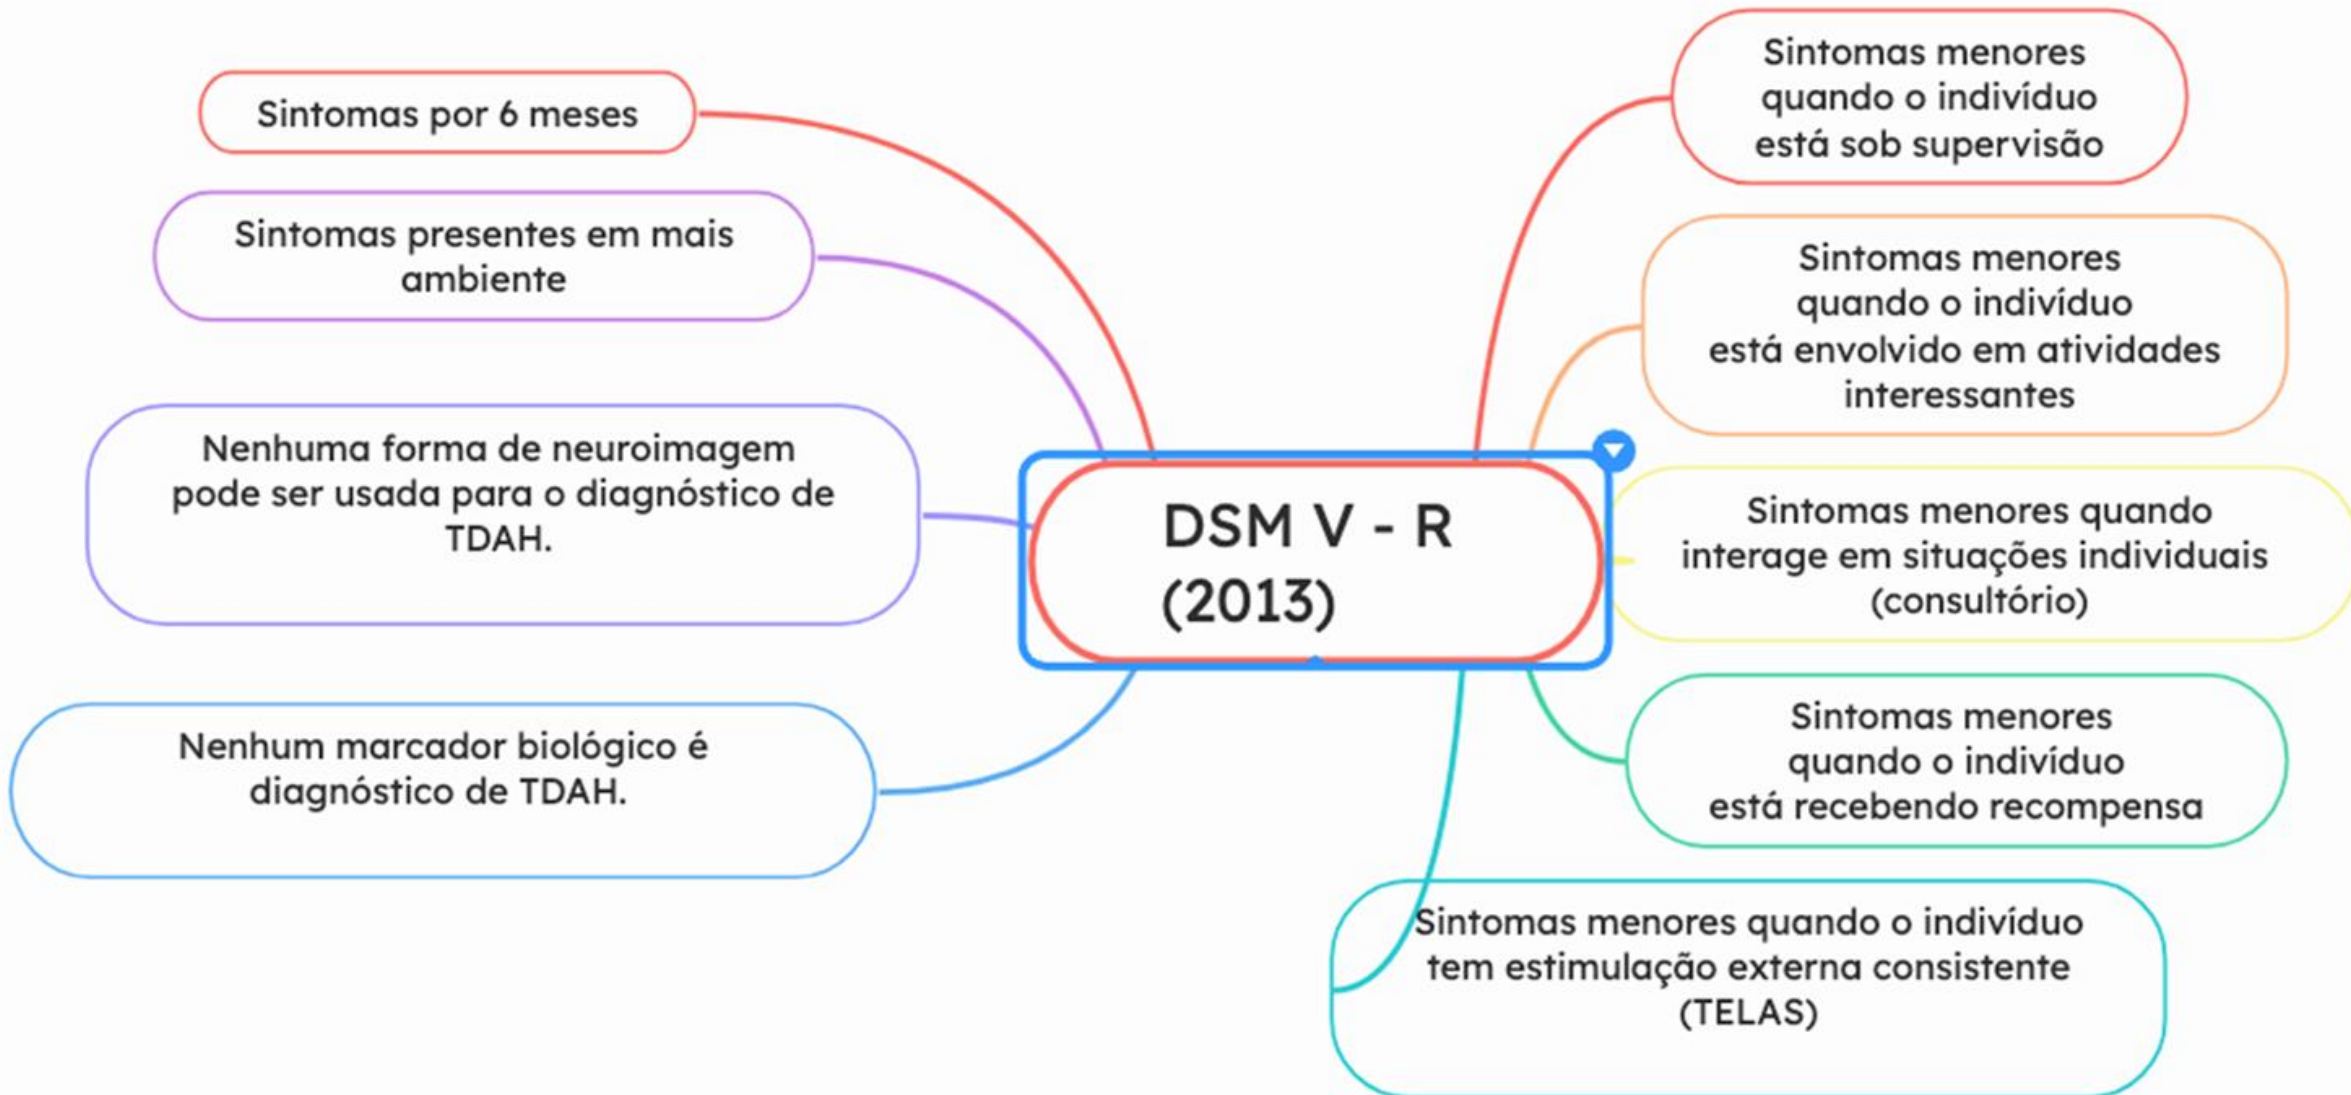 Sintomas por 6 meses
Sintomas presentes em mais
ambiente
Nenhuma forma de neuroimagem
pode ser usada para o diagnóstico de
TDAH.
Nenhum marcador biológico é
diagnóstico de TDAH.
DSM V - R
(2013)
Sintomas menores
quando o indivíduo
está sob supervisão
Sintomas menores
quando o indivíduo
está envolvido em atividades
interessantes
Sintomas menores quando
interage em situações individuais
(consultório)
Sintomas menores
quando o indivíduo
está recebendo recompensa
Sintomas menores quando o indivíduo
tem estimulação externa consistente
(TELAS)